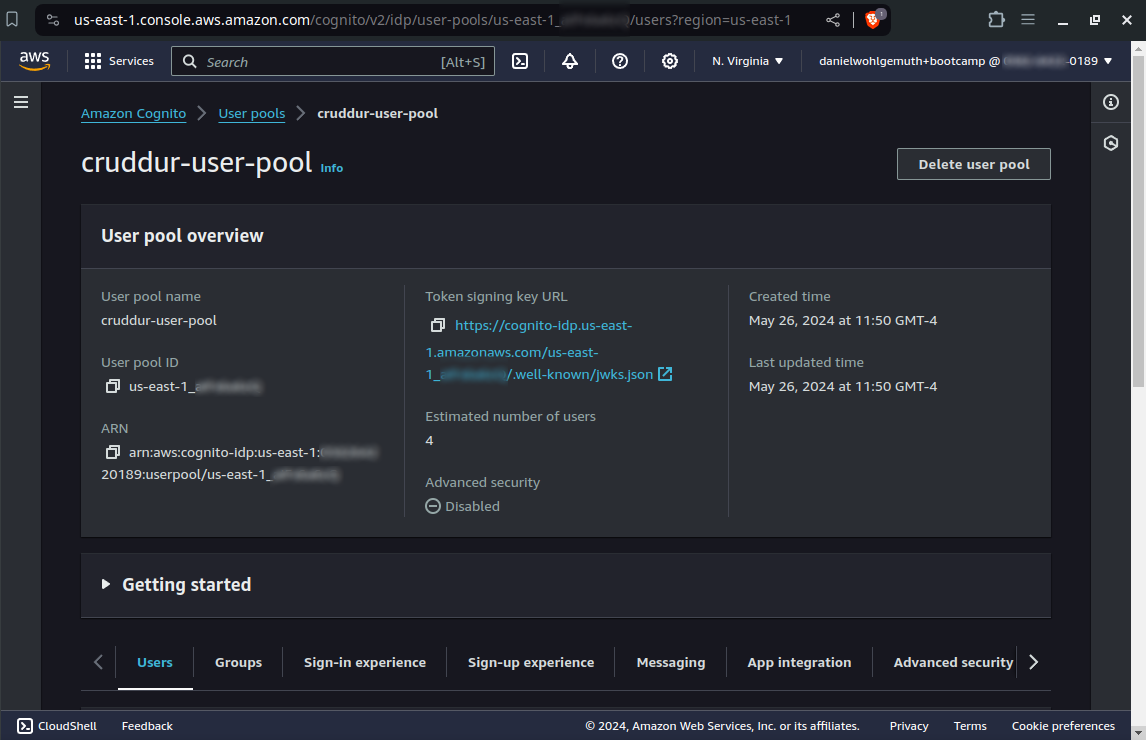 us-east-1.console.aws.amazon.com/cognito/v2/idp/user-pools/us-east-1_ /users?region=us-east-1
1
aws
Services
Search
[Alt+S]
N. Virginia
danielwohlgemuth+bootcamp @ -0189
Amazon Cognito
User pools
cruddur-user-pool
cruddur-user-pool
Info
Delete user pool
User pool overview
User pool name
cruddur-user-pool
User pool ID
us-east-1_
ARN
arn:aws:cognito-idp:us-east-1:
20189:userpool/us-east-1_
Token signing key URL
https://cognito-idp.us-east-
1.amazonaws.com/us-east-
1_ /.well-known/jwks.json
Estimated number of users
4
Advanced security
Disabled
Created time
May 26, 2024 at 11:50 GMT-4
Last updated time
May 26, 2024 at 11:50 GMT-4
Getting started
Users
Groups
Sign-in experience
Sign-up experience
Messaging
App integration
Advanced security
CloudShell
Feedback
© 2024, Amazon Web Services, Inc. or its affiliates.
Privacy
Terms
Cookie preferences